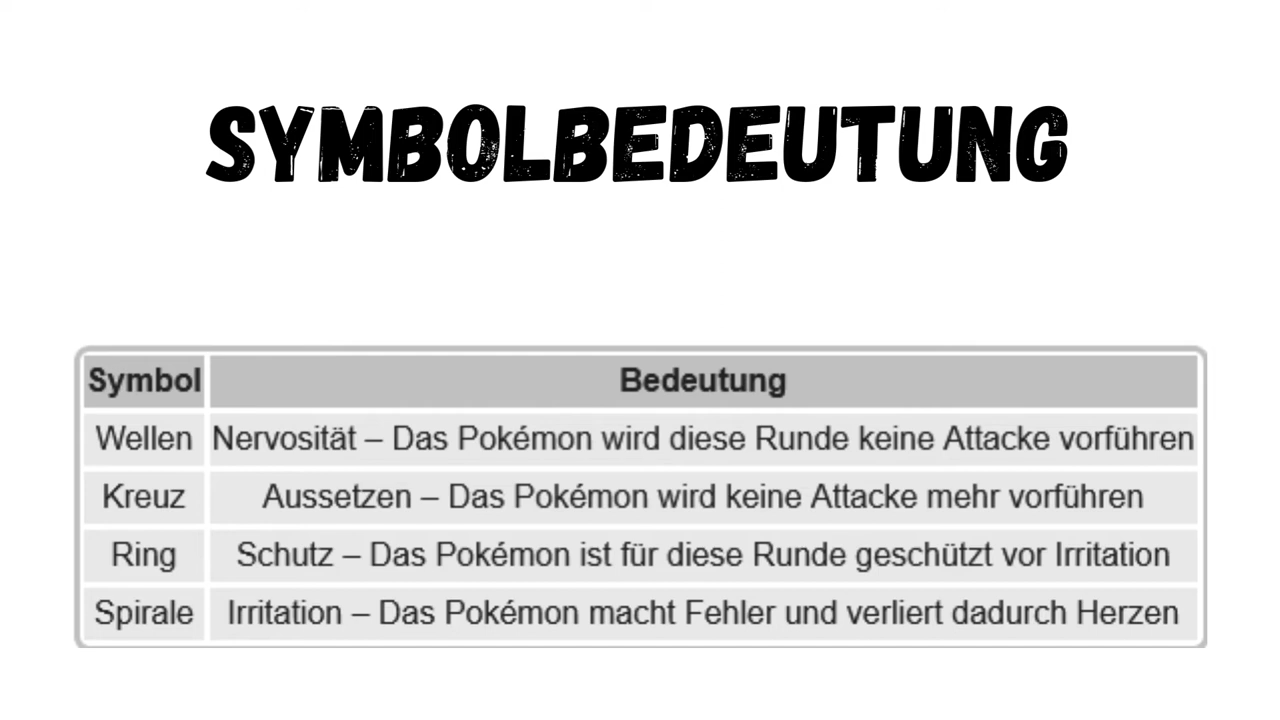 SYMBOLBEDEUTUNG
Symbol Bedeutung
Wellen Nervosität – Das Pokémon wird diese Runde keine Attacke vorführen
Kreuz Aussetzen – Das Pokémon wird keine Attacke mehr vorführen
Ring Schutz – Das Pokémon ist für diese Runde geschützt vor Irritation
Spirale Irritation – Das Pokémon macht Fehler und verliert dadurch Herzen